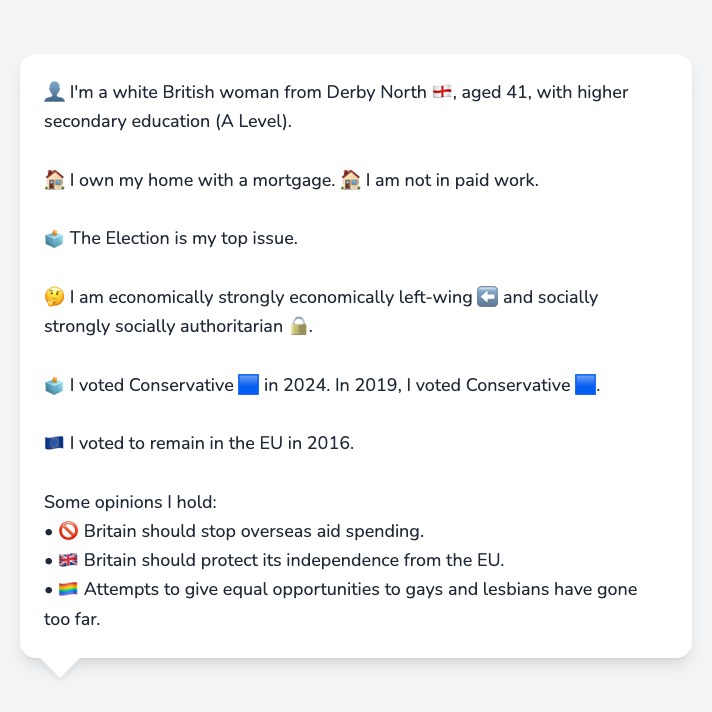 👤 I'm a white British woman from Derby North 🏴󠁧󠁢󠁥󠁮󠁧󠁿, aged 41, with higher
secondary education (A Level).
🏠 I own my home with a mortgage. 🏠 I am not in paid work.
🗳️ The Election is my top issue.
🤔 I am economically strongly economically left-wing ⬅️ and socially
strongly socially authoritarian 🔒.
🗳️ I voted Conservative 🟦 in 2024. In 2019, I voted Conservative 🟦.
🇪🇺 I voted to remain in the EU in 2016.
Some opinions I hold:
• 🚫 Britain should stop overseas aid spending.
• 🇬🇧 Britain should protect its independence from the EU.
• 🏳️‍🌈 Attempts to give equal opportunities to gays and lesbians have gone
too far.